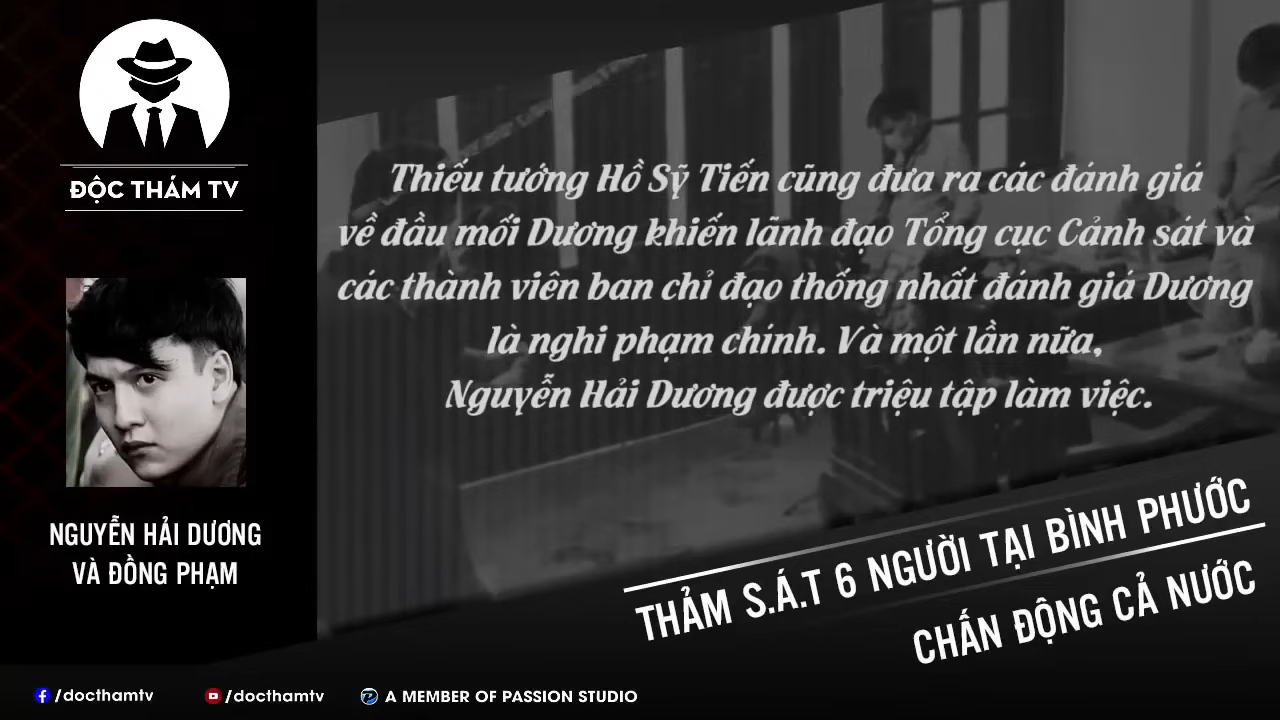 ĐỘC THÁM TV
NGUYỄN HẢI DƯƠNG
VÀ ĐỒNG PHẠM
Thiếu tướng Hồ Sỹ Tiến cũng đưa ra các đánh giá
về đầu mối Dương khiến lãnh đạo Tổng cục Cảnh sát và
các thành viên ban chỉ đạo thống nhất đánh giá Dương
là nghi phạm chính. Và một lần nữa,
Nguyễn Hải Dương được triệu tập làm việc.
THẢM S.Á.T 6 NGƯỜI TẠI BÌNH PHƯỚC
CHẤN ĐỘNG CẢ NƯỚC
/docthamtv /docthamtv A MEMBER OF PASSION STUDIO